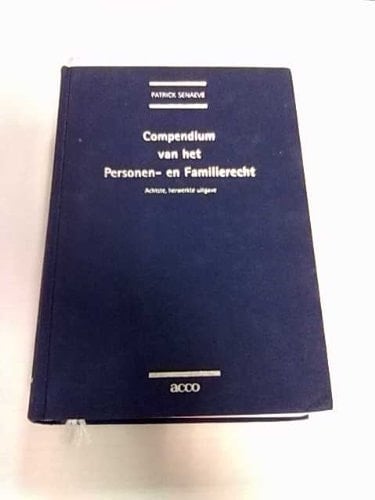 PATRICK SENAEVE
Compendium
van het
Personen- en Familierecht
Achtste, herwerkte uitgave
acco